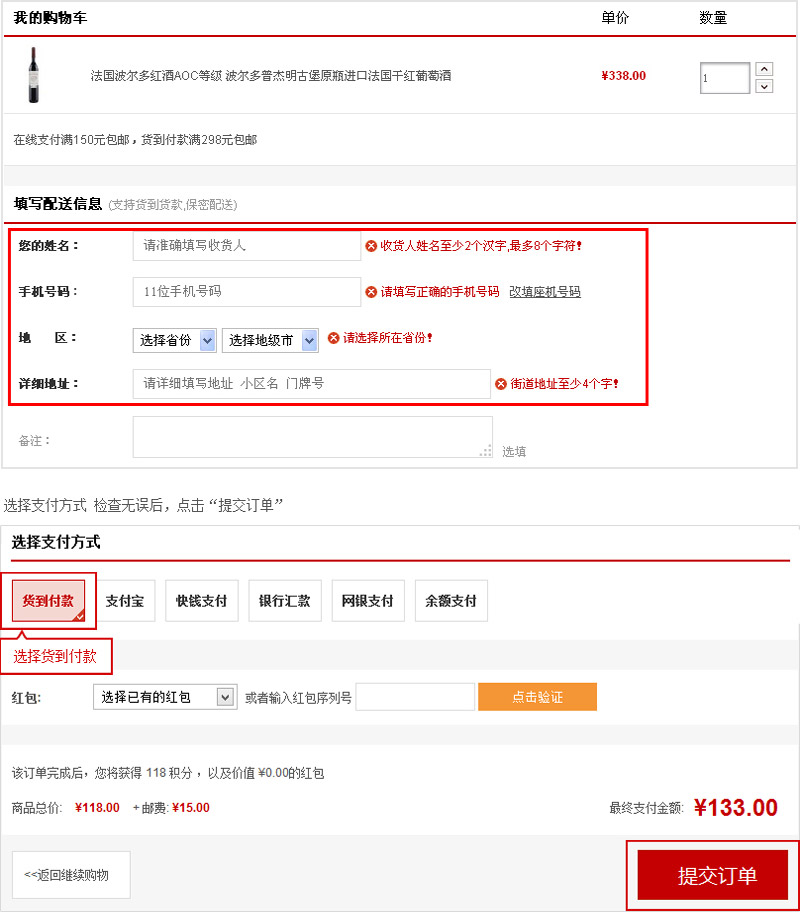 我的购物车 单价 数量
法国波尔多红酒AOC等级 波尔多普杰明古堡原瓶进口法国干红葡萄酒 ¥338.00 1
在线支付满150元包邮，货到付款满298元包邮
填写配送信息 (支持货到货款,保密配送)
您的姓名： 请准确填写收货人 收货人姓名至少2个汉字,最多8个字符!
手机号码： 11位手机号码 请填写正确的手机号码 改填座机号码
地 区： 选择省份 选择地级市 请选择所在省份!
详细地址： 请详细填写地址 小区名 门牌号 街道地址至少4个字!
备注： 选填
选择支付方式 检查无误后，点击“提交订单”
选择支付方式
货到付款 支付宝 快钱支付 银行汇款 网银支付 余额支付
选择货到付款
红包: 选择已有的红包 或者输入红包序列号 点击验证
该订单完成后，您将获得 118 积分 ，以及价值 ¥0.00的红包
商品总价: ¥118.00 + 邮费: ¥15.00 最终支付金额: ¥133.00
<<返回继续购物 提交订单